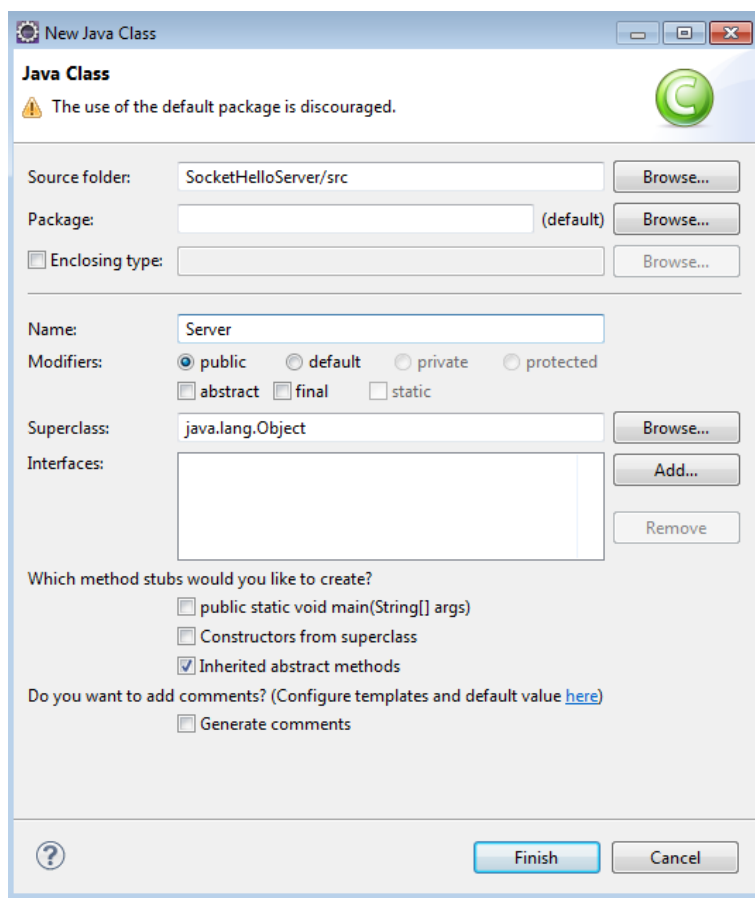 New Java Class
Java Class
The use of the default package is discouraged.
Source folder: SocketHelloServer/src Browse...
Package: (default) Browse...
Enclosing type: Browse...
Name: Server
Modifiers: public default private protected
abstract final static
Superclass: java.lang.Object Browse...
Interfaces: Add...
Remove
Which method stubs would you like to create?
public static void main(String[] args)
Constructors from superclass
Inherited abstract methods
Do you want to add comments? (Configure templates and default value here)
Generate comments
? Finish Cancel